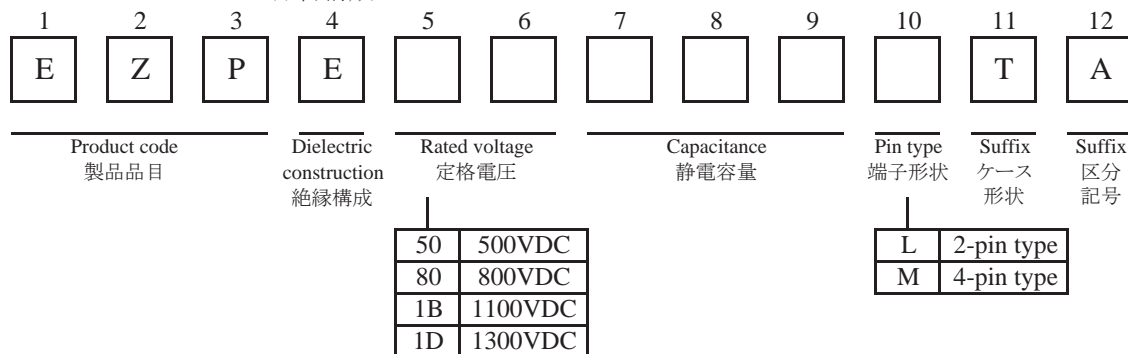 1 2 3 4 5 6 7 8 9 10 11 12
E Z P E T A
Product code Dielectric Rated voltage Capacitance Pin type Suffix Suffix
製品品目 construction 定格電圧 静電容量 端子形状 ケース 区分
絶縁構成 形状 記号
50 500VDC L 2-pin type
80 800VDC M 4-pin type
1B 1100VDC
1D 1300VDC